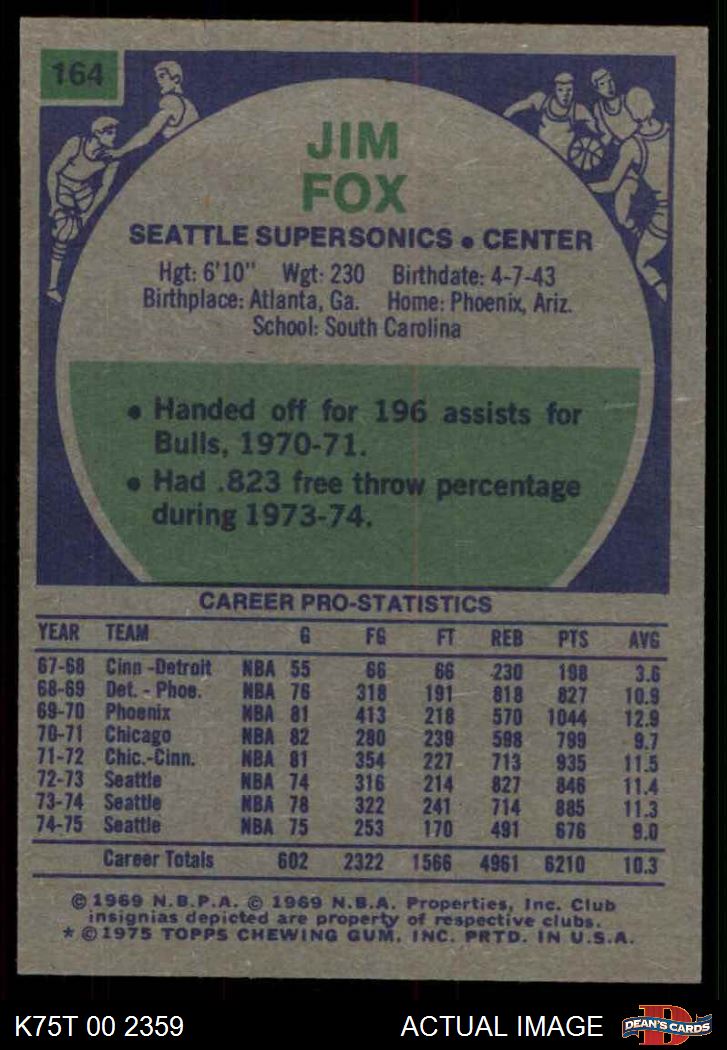 164
JIM
FOX
SEATTLE SUPERSONICS • CENTER
Hgt: 6'10" Wgt: 230 Birthdate: 4-7-43
Birthplace: Atlanta, Ga. Home: Phoenix, Ariz.
School: South Carolina
• Handed off for 196 assists for
Bulls, 1970-71.
• Had .823 free throw percentage
during 1973-74.
CAREER PRO-STATISTICS
YEAR TEAM G FG FT REB PTS AVG
67-68 Cinn-Detroit NBA 55 66 66 230 198 3.6
68-69 Det. - Phoe. NBA 76 318 191 818 827 10.9
69-70 Phoenix NBA 81 413 218 570 1044 12.9
70-71 Chicago NBA 82 280 239 598 799 9.7
71-72 Chic.-Cinn. NBA 81 354 227 713 935 11.5
72-73 Seattle NBA 74 316 214 827 846 11.4
73-74 Seattle NBA 78 322 241 714 885 11.3
74-75 Seattle NBA 75 253 170 491 676 9.0
Career Totals 602 2322 1566 4961 6210 10.3
© 1969 N.B.P.A. © 1969 N.B.A. Properties, Inc. Club
insignias depicted are property of respective clubs.
* © 1975 TOPPS CHEWING GUM, INC. PRTD. IN U.S.A.
K75T 00 2359 ACTUAL IMAGE D DEAN'S CARDS